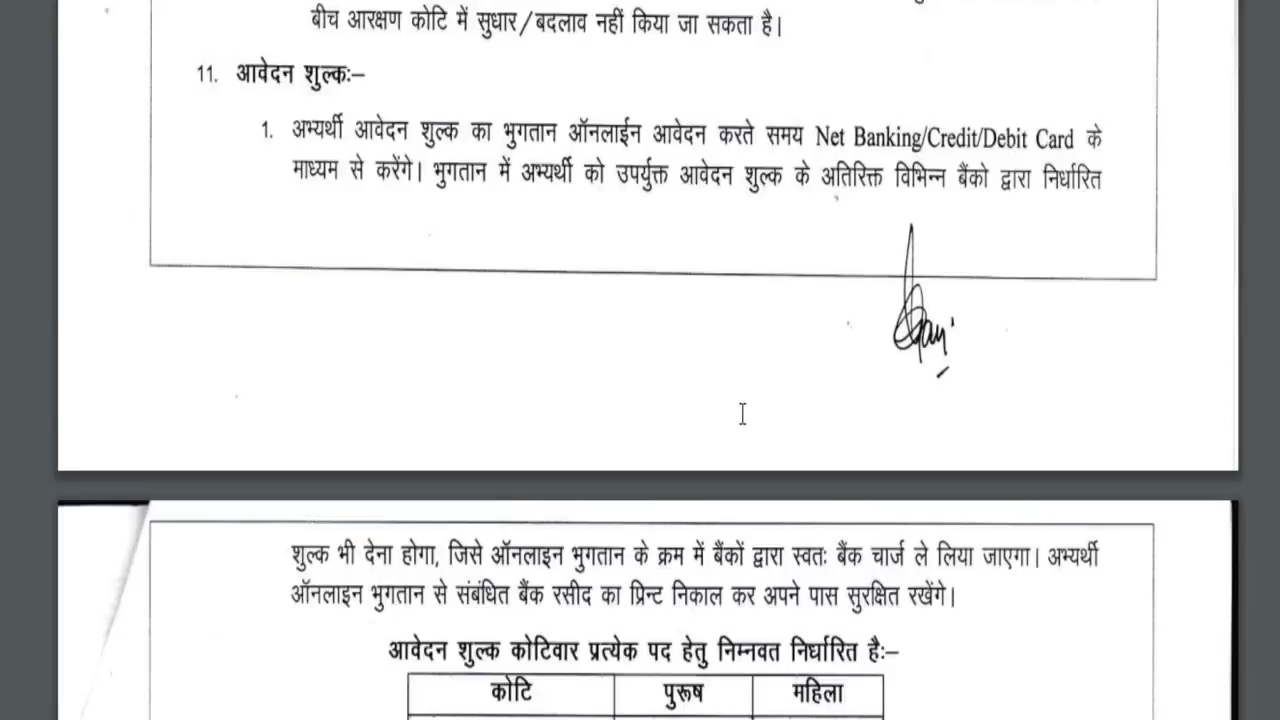 बीच आरक्षण कोटि में सुधार/बदलाव नहीं किया जा सकता है।
11. आवेदन शुल्कः–
1. अभ्यर्थी आवेदन शुल्क का भुगतान ऑनलाईन आवेदन करते समय Net Banking/Credit/Debit Card के
माध्यम से करेंगे। भुगतान में अभ्यर्थी को उपर्युक्त आवेदन शुल्क के अतिरिक्त विभिन्न बैंको द्वारा निर्धारित
शुल्क भी देना होगा, जिसे ऑनलाइन भुगतान के क्रम में बैंकों द्वारा स्वतः बैंक चार्ज ले लिया जाएगा। अभ्यर्थी
ऑनलाइन भुगतान से संबंधित बैंक रसीद का प्रिन्ट निकाल कर अपने पास सुरक्षित रखेंगे।
आवेदन शुल्क कोटिवार प्रत्येक पद हेतु निम्नवत निर्धारित हैः–
कोटि पुरूष महिला